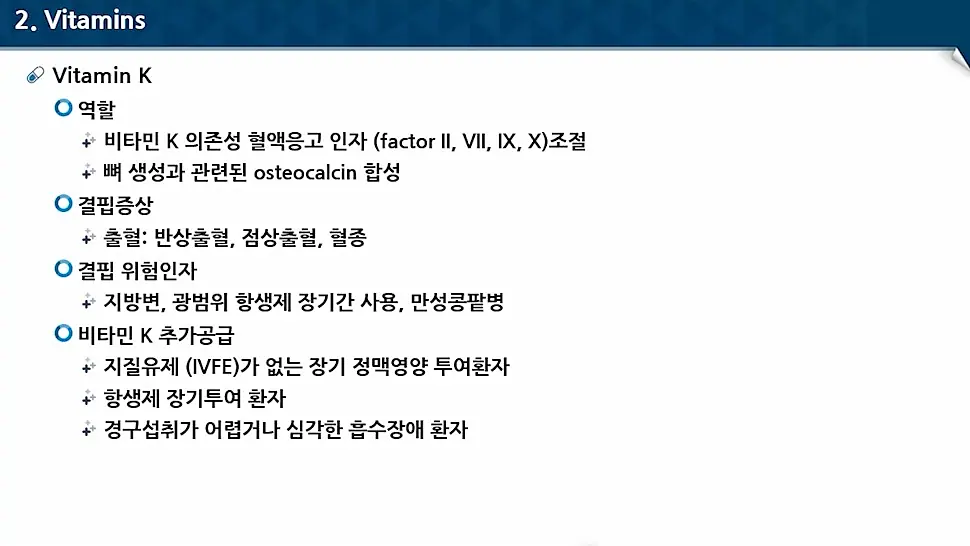 2. Vitamins
Vitamin K
역할
비타민 K 의존성 혈액응고 인자 (factor II, VII, IX, X)조절
뼈 생성과 관련된 osteocalcin 합성
결핍증상
출혈: 반상출혈, 점상출혈, 혈종
결핍 위험인자
지방변, 광범위 항생제 장기간 사용, 만성콩팥병
비타민 K 추가공급
지질유제 (IVFE)가 없는 장기 정맥영양 투여환자
항생제 장기투여 환자
경구섭취가 어렵거나 심각한 흡수장애 환자